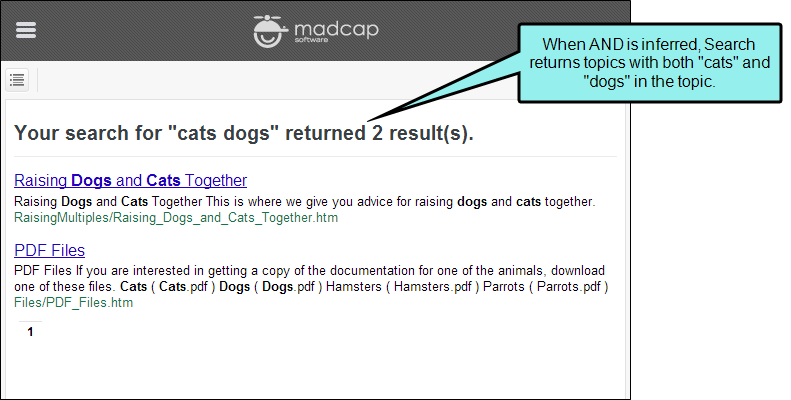 madcap
software
When AND is inferred, Search
returns topics with both "cats" and
"dogs" in the topic.
Your search for "cats dogs" returned 2 result(s).
Raising Dogs and Cats Together
Raising Dogs and Cats Together This is where we give you advice for raising dogs and cats together.
RaisingMultiples/Raising_Dogs_and_Cats_Together.htm
PDF Files
PDF Files If you are interested in getting a copy of the documentation for one of the animals, download
one of these files. Cats ( Cats.pdf ) Dogs ( Dogs.pdf ) Hamsters ( Hamsters.pdf ) Parrots ( Parrots.pdf )
Files/PDF_Files.htm
1